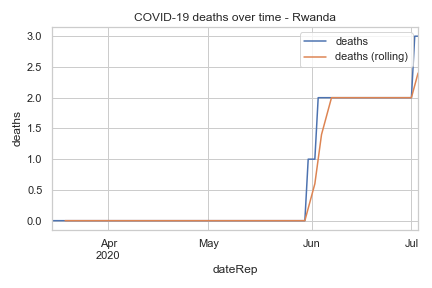 COVID-19 deaths over time - Rwanda
deaths
deaths (rolling)
deaths
3.0
2.5
2.0
1.5
1.0
0.5
0.0
Apr
2020
May
Jun
Jul
dateRep